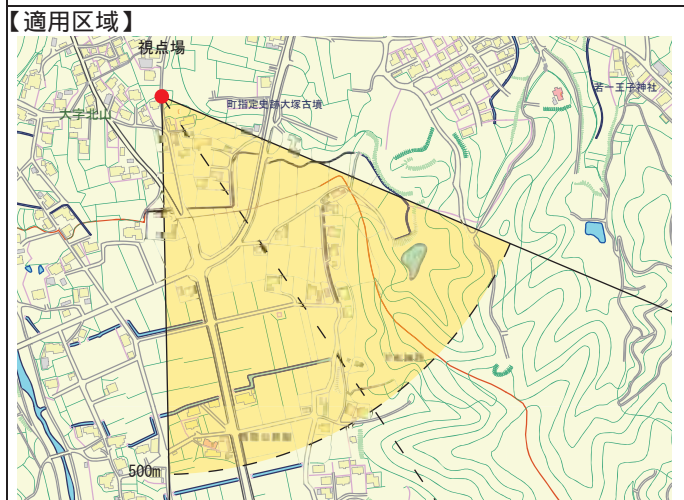 【適用区域】
視点場
町指定史跡大塚古墳
若一王子神社
大字北山
500m